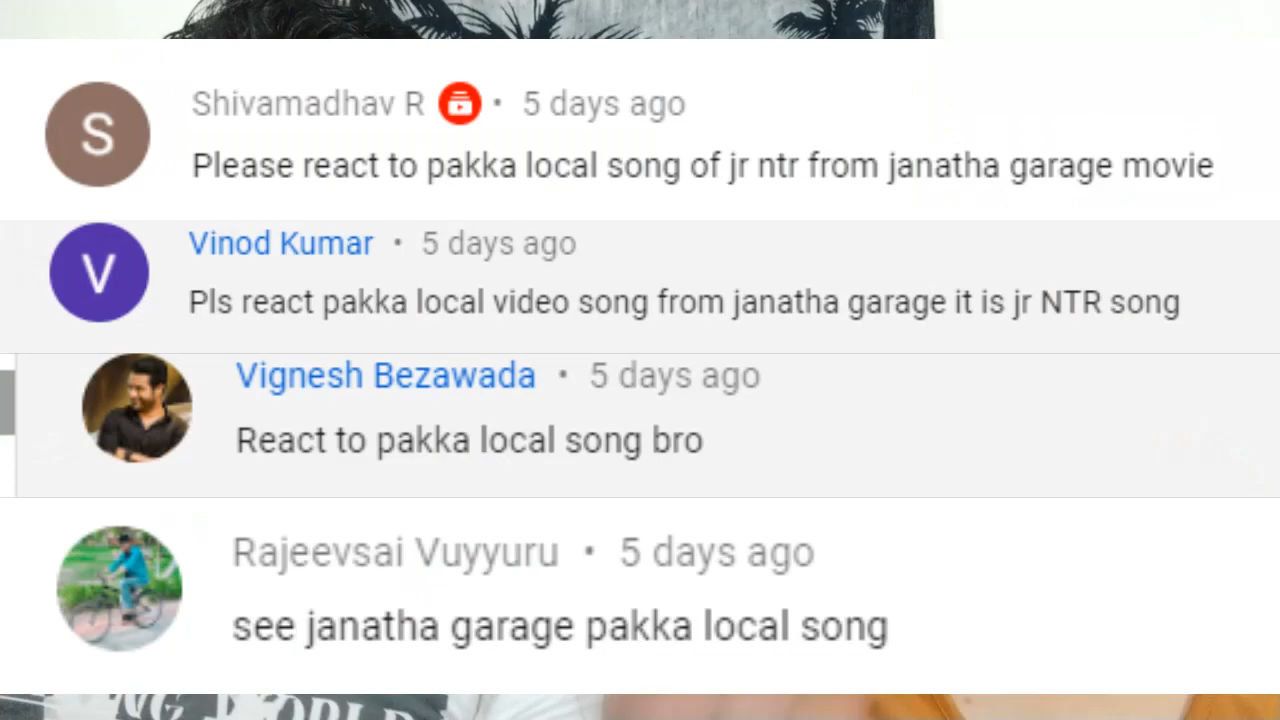 S
Shivamadhav R • 5 days ago
Please react to pakka local song of jr ntr from janatha garage movie
V
Vinod Kumar • 5 days ago
Pls react pakka local video song from janatha garage it is jr NTR song
Vignesh Bezawada • 5 days ago
React to pakka local song bro
Rajeevsai Vuyyuru • 5 days ago
see janatha garage pakka local song